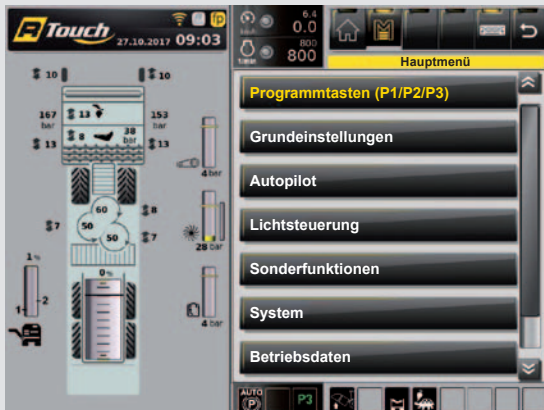 R Touch
27.10.2017 09:03
6.4
0.0
800
800
Hauptmenü
10
10
167
bar
13
153
bar
8
38
bar
13
13
4 bar
60
8
7
50
50
7
28 bar
0%
1 %
1
2
4 bar
Programmtasten (P1/P2/P3)
Grundeinstellungen
Autopilot
Lichtsteuerung
Sonderfunktionen
System
Betriebsdaten
AUTO
(P)
P3